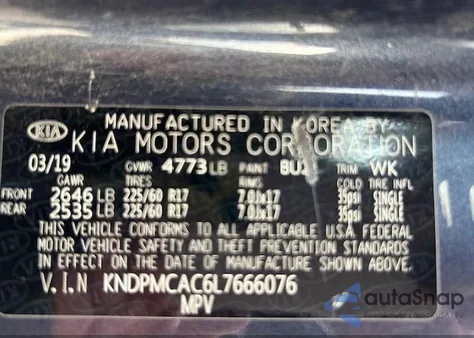 MANUFACTURED IN KOREA BY
KIA KIA MOTORS CORPORATION
03/19 GVWR 4773 LB PAINT TRIM WK
GAWR TIRES RIMS COLD TIRE INFL
FRONT 2646 LB 225/60 R17 7.0Jx17 35psi SINGLE
REAR 2535 LB 225/60 R17 7.0Jx17 35psi SINGLE
THIS VEHICLE CONFORMS TO ALL APPLICABLE U.S.A. FEDERAL
MOTOR VEHICLE SAFETY AND THEFT PREVENTION STANDARDS
IN EFFECT ON THE DATE OF MANUFACTURE SHOWN ABOVE.
V.I.N KNDPMCAC6L7666076
MPV
autoSnap